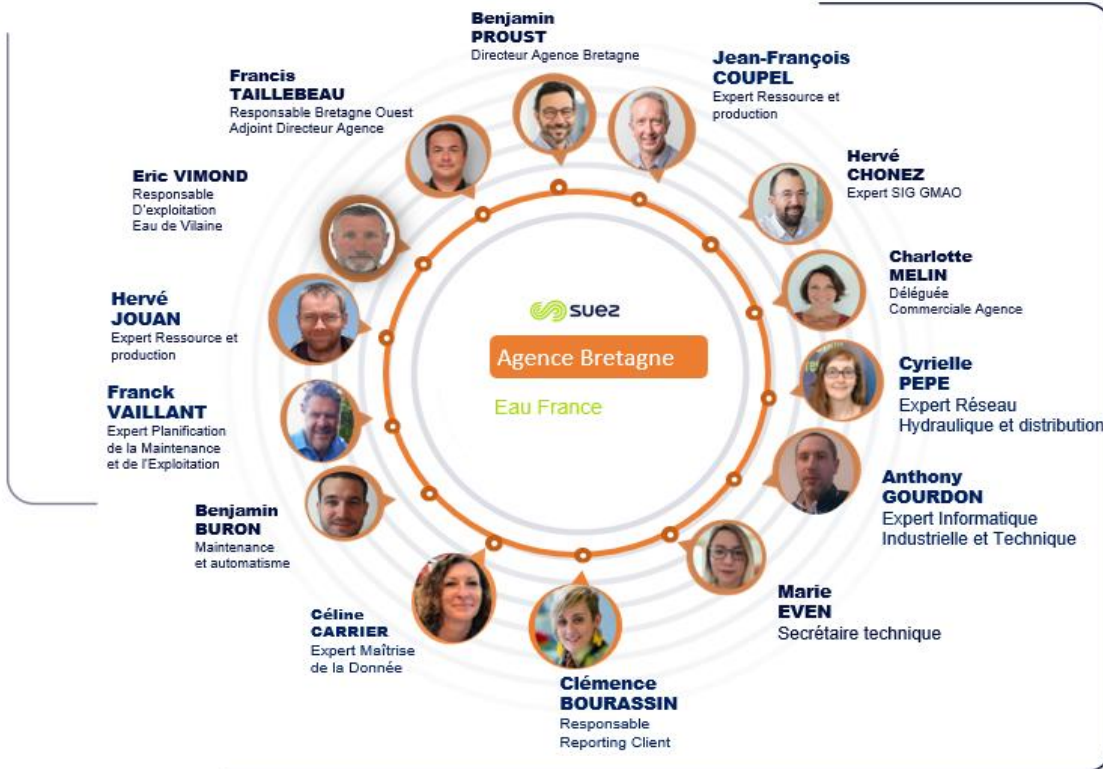 Benjamin
PROUST
Directeur Agence Bretagne
Jean-François
COUPEL
Expert Ressource et
production
Hervé
CHONEZ
Expert SIG GMAO
Charlotte
MELIN
Déléguée
Commerciale Agence
Cyrielle
PEPE
Expert Réseau
Hydraulique et distribution
Anthony
GOURDON
Expert Informatique
Industrielle et Technique
Marie
EVEN
Secrétaire technique
Clémence
BOURASSIN
Responsable
Reporting Client
Céline
CARRIER
Expert Maîtrise
de la Donnée
Benjamin
BURON
Maintenance
et automatisme
Franck
VAILLANT
Expert Planification
de la Maintenance
et de l'Exploitation
Hervé
JOUAN
Expert Ressource et
production
Eric VIMOND
Responsable
D'exploitation
Eau de Vilaine
Francis
TAILLEBEAU
Responsable Bretagne Ouest
Adjoint Directeur Agence
suez
Agence Bretagne
Eau France